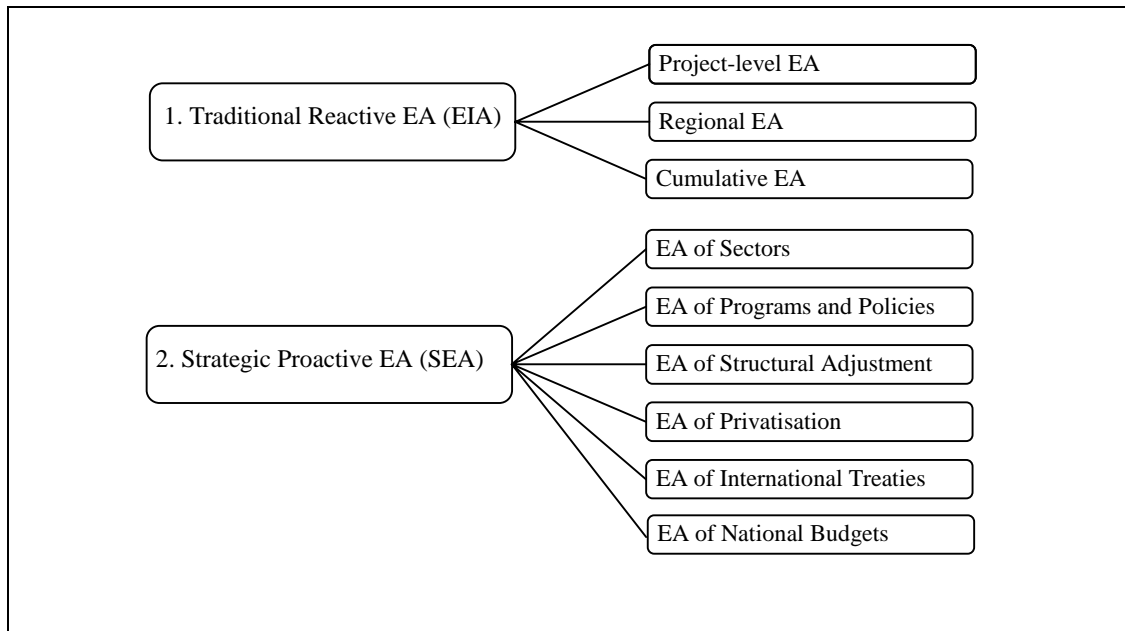 1. Traditional Reactive EA (EIA)
Project-level EA
Regional EA
Cumulative EA
2. Strategic Proactive EA (SEA)
EA of Sectors
EA of Programs and Policies
EA of Structural Adjustment
EA of Privatisation
EA of International Treaties
EA of National Budgets